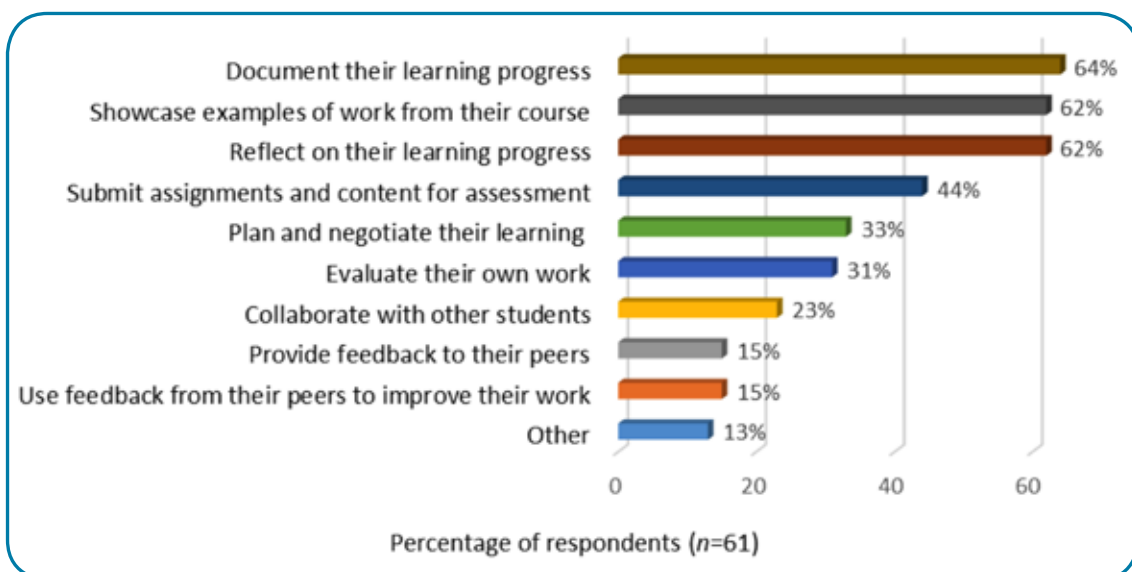 Document their learning progress 64%
Showcase examples of work from their course 62%
Reflect on their learning progress 62%
Submit assignments and content for assessment 44%
Plan and negotiate their learning 33%
Evaluate their own work 31%
Collaborate with other students 23%
Provide feedback to their peers 15%
Use feedback from their peers to improve their work 15%
Other 13%
0 20 40 60
Percentage of respondents (n=61)